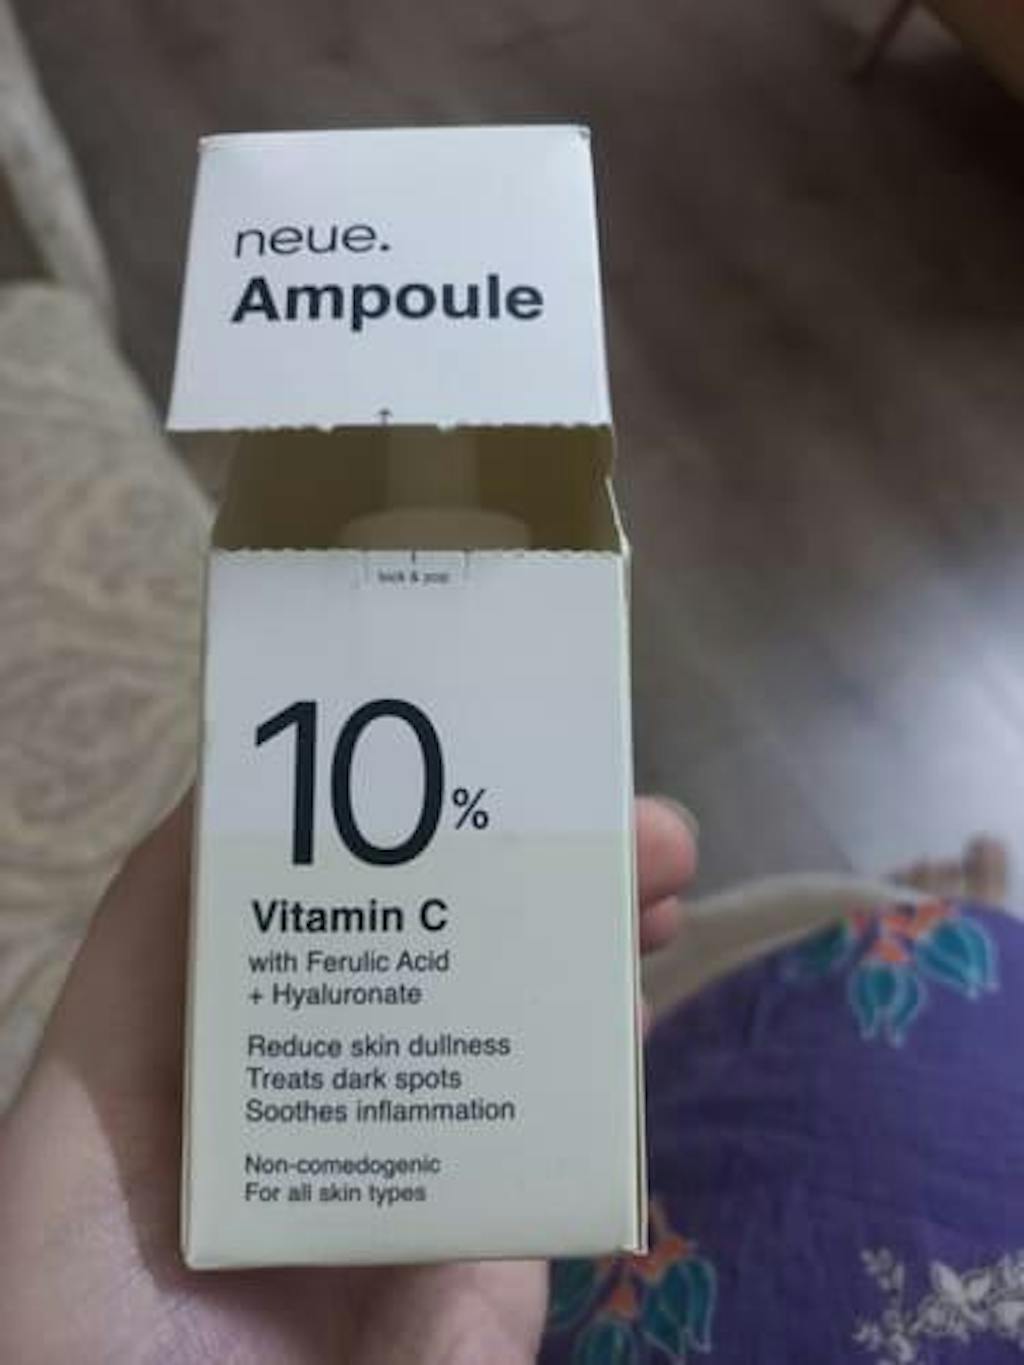 neue.
Ampoule
10%
Vitamin C
with Ferulic Acid
+ Hyaluronate
Reduce skin dullness
Treats dark spots
Soothes inflammation
Non-comedogenic
For all skin types